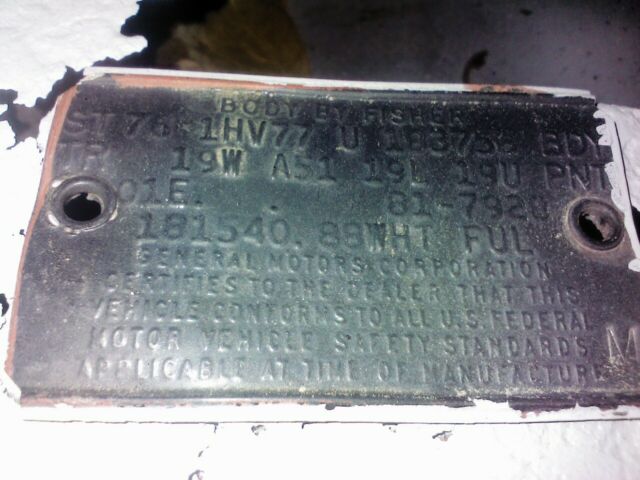 BODY BY FISHER
ST 76 1HV77 U 183752 BDY
TR 19W A51 19L 19U PNT
01E. . 81-7920
181540. 88WHT FUL
GENERAL MOTORS CORPORATION
CERTIFIES TO THE DEALER THAT THIS
VEHICLE CONFORMS TO ALL U.S. FEDERAL
MOTOR VEHICLE SAFETY STANDARDS M
APPLICABLE AT TIME OF MANUFACTURE